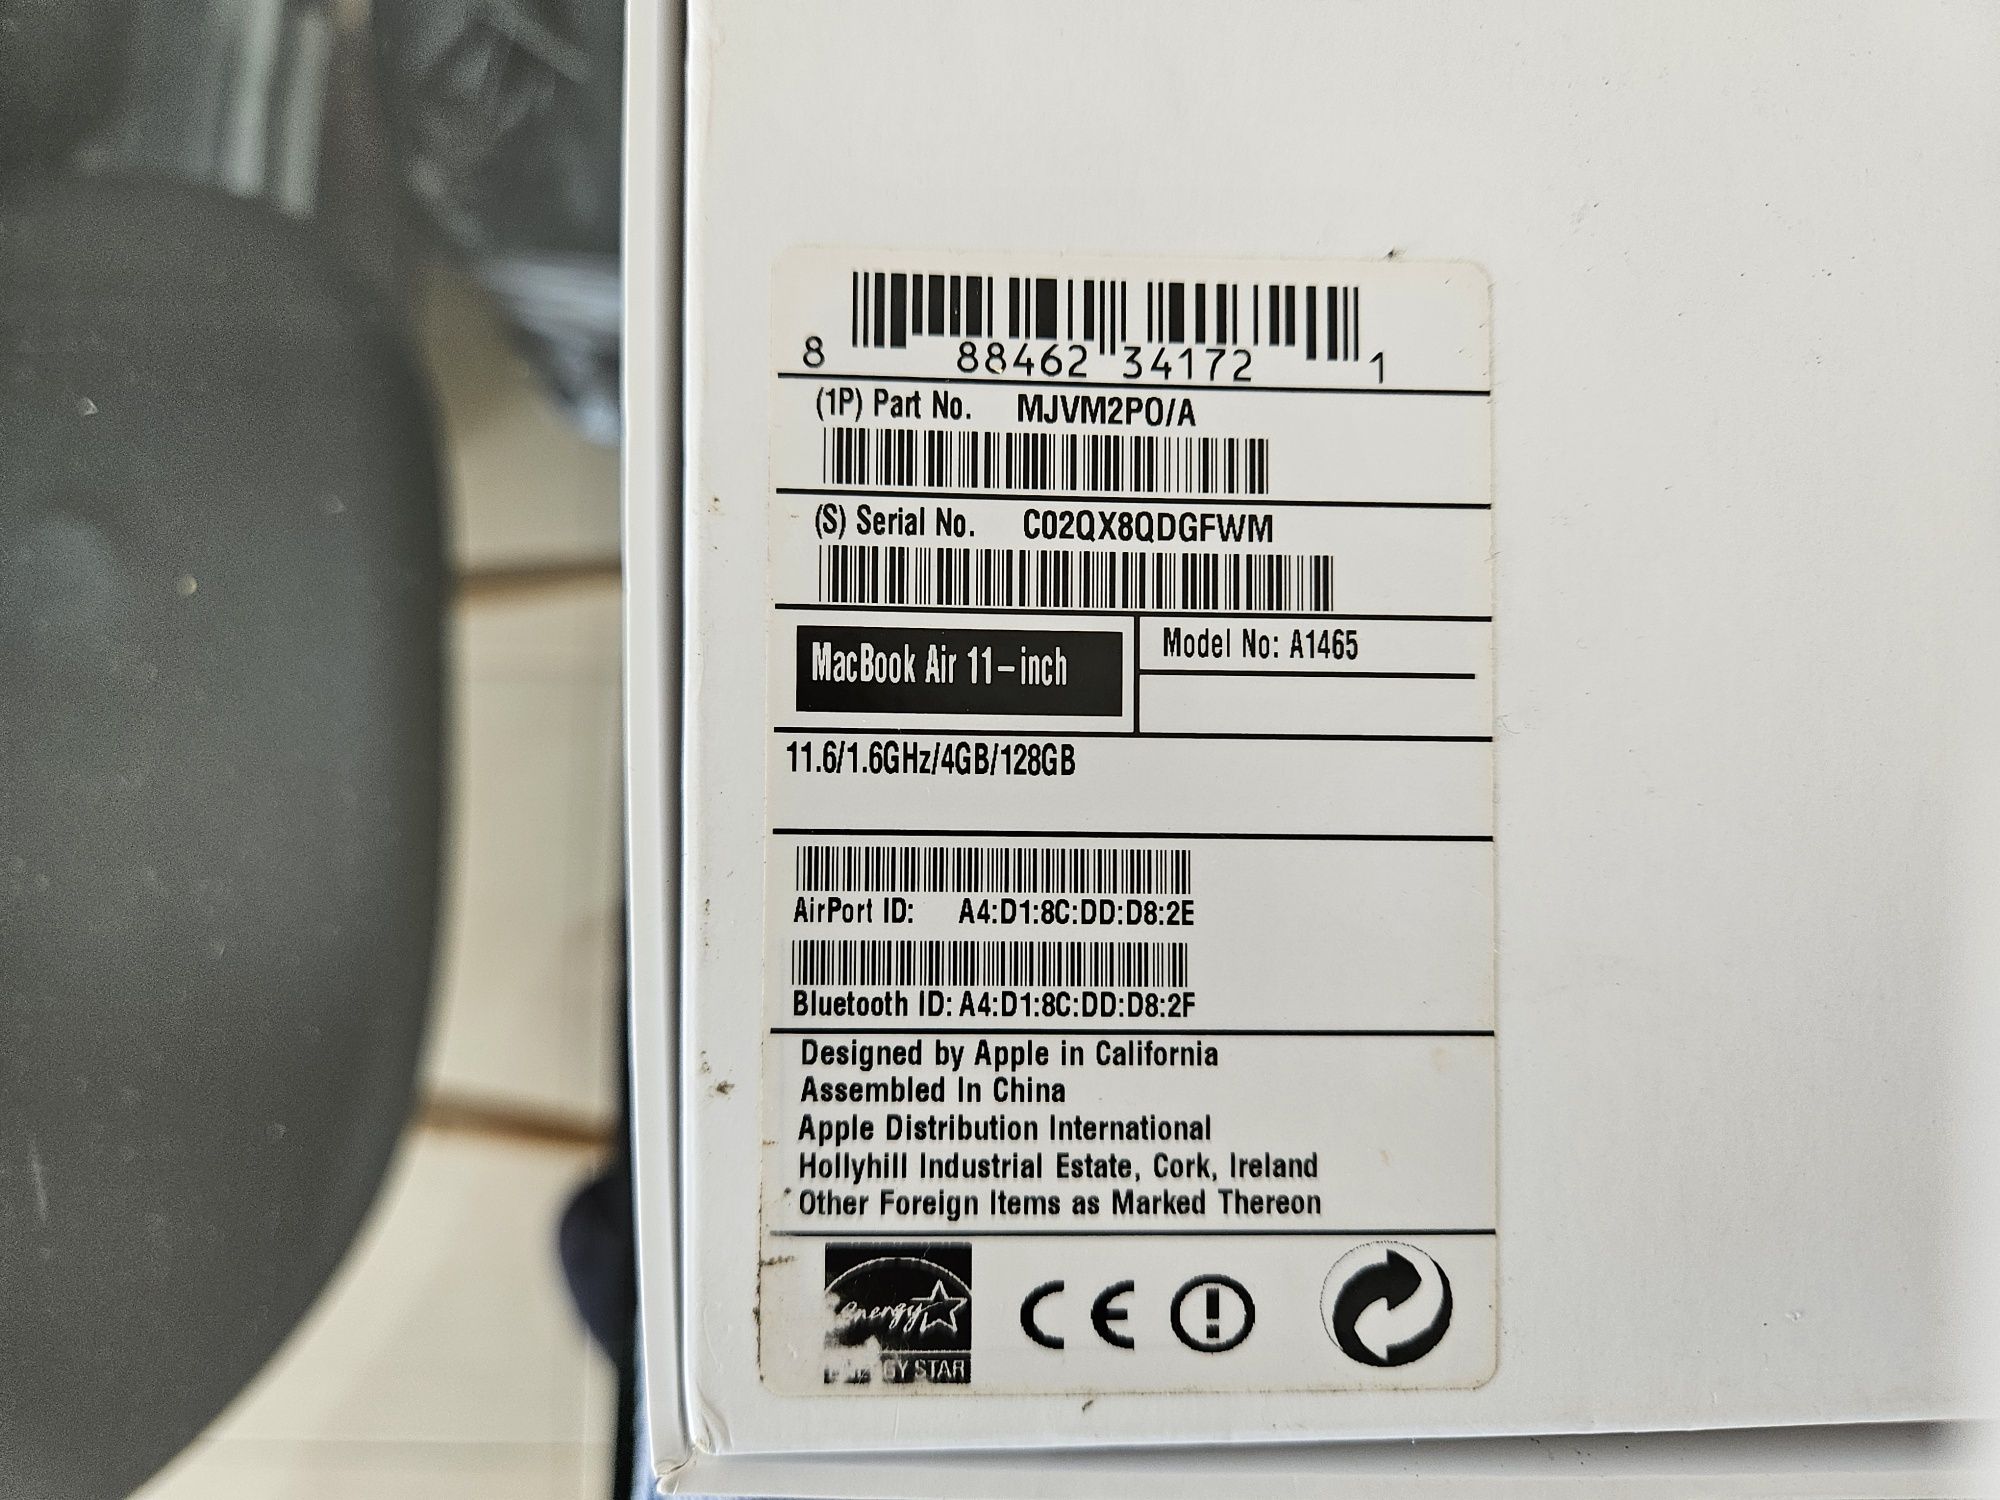 8 88462 34172 1
(1P) Part No. MJVM2PO/A
(S) Serial No. C02QX8QDGFWM
MacBook Air 11-inch
Model No: A1465
11.6/1.6GHz/4GB/128GB
AirPort ID: A4:D1:8C:DD:D8:2E
Bluetooth ID: A4:D1:8C:DD:D8:2F
Designed by Apple in California
Assembled In China
Apple Distribution International
Hollyhill Industrial Estate, Cork, Ireland
Other Foreign Items as Marked Thereon
energy
CE
STAR